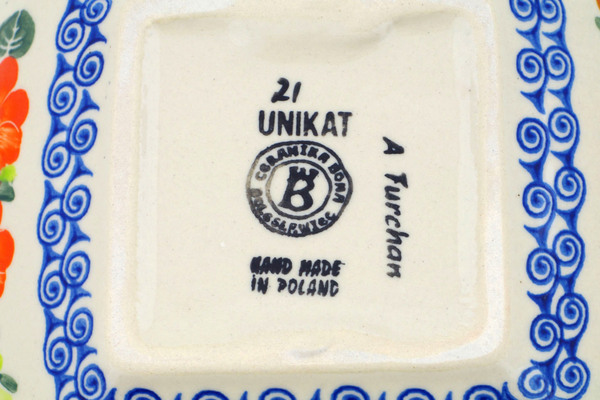 21
UNIKAT
CERAMIKA BONA
B
BOLESŁAWIEC
HAND MADE
IN POLAND
A Turchan